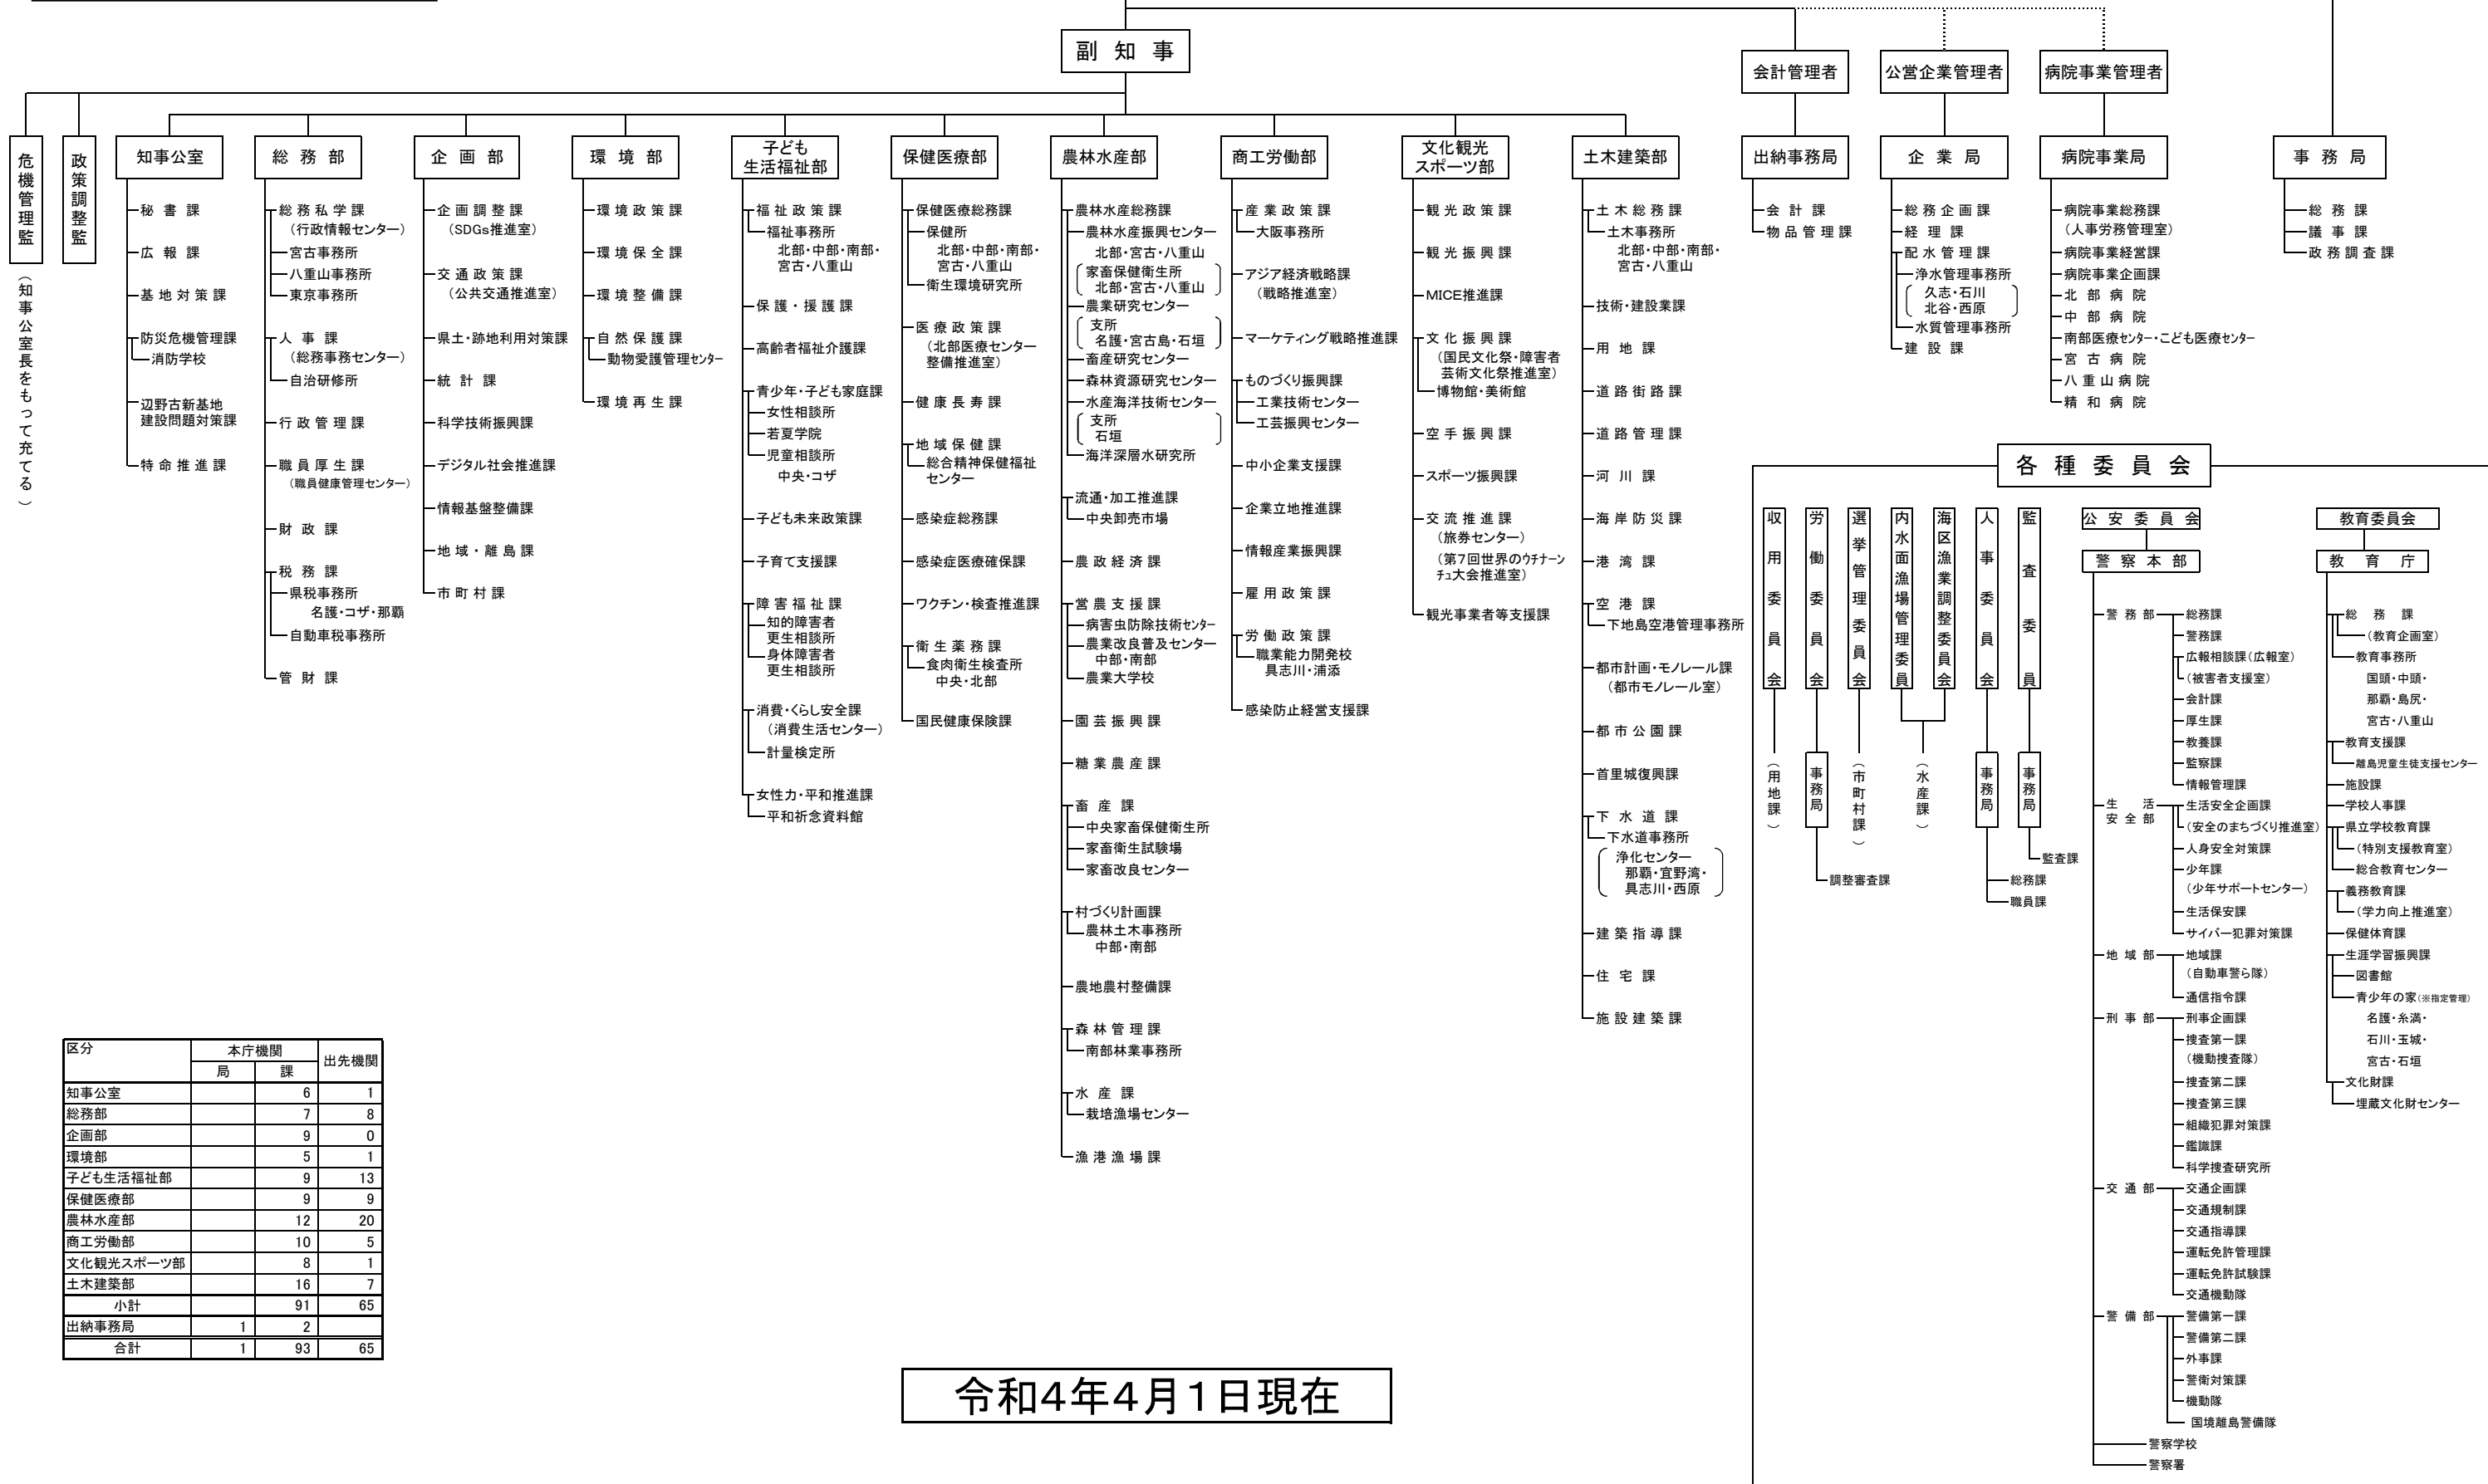 副知事
会計管理者
公営企業管理者
病院事業管理者
危機管理監
(知事公室長をもって充てる)
政策調整監
知事公室
秘書課
広報課
基地対策課
防災危機管理課
消防学校
辺野古新基地
建設問題対策課
特命推進課
総務部
総務私学課
(行政情報センター)
宮古事務所
八重山事務所
東京事務所
人事課
(総務事務センター)
自治研修所
行政管理課
職員厚生課
(職員健康管理センター)
財政課
税務課
県税事務所
名護・コザ・那覇
自動車税事務所
管財課
企画部
企画調整課
(SDGs推進室)
交通政策課
(公共交通推進室)
県土・跡地利用対策課
統計課
科学技術振興課
デジタル社会推進課
情報基盤整備課
地域・離島課
市町村課
環境部
環境政策課
環境保全課
環境整備課
自然保護課
動物愛護管理センター
環境再生課
子ども
生活福祉部
福祉政策課
福祉事務所
北部・中部・南部・
宮古・八重山
保護・援護課
高齢者福祉介護課
青少年・子ども家庭課
女性相談所
若夏学院
児童相談所
中央・コザ
子ども未来政策課
子育て支援課
障害福祉課
知的障害者
更生相談所
身体障害者
更生相談所
消費・くらし安全課
(消費生活センター)
計量検定所
女性力・平和推進課
平和祈念資料館
保健医療部
保健医療総務課
保健所
北部・中部・南部・
宮古・八重山
衛生環境研究所
医療政策課
(北部医療センター
整備推進室)
健康長寿課
地域保健課
総合精神保健福祉
センター
感染症総務課
感染症医療確保課
ワクチン・検査推進課
衛生薬務課
食肉衛生検査所
中央・北部
国民健康保険課
農林水産部
農林水産総務課
農林水産振興センター
北部・宮古・八重山
家畜保健衛生所
北部・宮古・八重山
農業研究センター
支所
名護・宮古島・石垣
畜産研究センター
森林資源研究センター
水産海洋技術センター
支所
石垣
海洋深層水研究所
流通・加工推進課
中央卸売市場
農政経済課
営農支援課
病害虫防除技術センター
農業改良普及センター
中部・南部
農業大学校
園芸振興課
糖業農産課
畜産課
中央家畜保健衛生所
家畜衛生試験場
家畜改良センター
村づくり計画課
農林土木事務所
中部・南部
農地農村整備課
森林管理課
南部林業事務所
水産課
栽培漁場センター
漁港漁場課
商工労働部
産業政策課
大阪事務所
アジア経済戦略課
(戦略推進室)
マーケティング戦略推進課
ものづくり振興課
工業技術センター
工芸振興センター
中小企業支援課
企業立地推進課
情報産業振興課
雇用政策課
労働政策課
職業能力開発校
具志川・浦添
感染防止経営支援課
文化観光
スポーツ部
観光政策課
観光振興課
MICE推進課
文化振興課
(国民文化祭・障害者
芸術文化祭推進室)
博物館・美術館
空手振興課
スポーツ振興課
交流推進課
(旅券センター)
(第7回世界のウチナーン
チュ大会推進室)
観光事業者等支援課
土木建築部
土木総務課
土木事務所
北部・中部・南部・
宮古・八重山
技術・建設業課
用地課
道路街路課
道路管理課
河川課
海岸防災課
港湾課
空港課
下地島空港管理事務所
都市計画・モノレール課
(都市モノレール室)
都市公園課
首里城復興課
下水道課
下水道事務所
浄化センター
那覇・宜野湾・
具志川・西原
建築指導課
住宅課
施設建築課
出納事務局
会計課
物品管理課
企業局
総務企画課
経理課
配水管理課
浄水管理事務所
久志・石川
北谷・西原
水質管理事務所
建設課
病院事業局
病院事業総務課
(人事労務管理室)
病院事業経営課
病院事業企画課
北部病院
中部病院
南部医療センター・こども医療センター
宮古病院
八重山病院
精和病院
事務局
総務課
議事課
政務調査課
各種委員会
収用委員会
(用地課)
労働委員会
事務局
調整審査課
選挙管理委員会
(市町村課)
内水面漁場管理委員会
海区漁業調整委員会
(水産課)
人事委員会
事務局
総務課
職員課
監査委員
事務局
監査課
公安委員会
警察本部
警務部
総務課
警務課
広報相談課(広報室)
(被害者支援室)
会計課
厚生課
教養課
監察課
情報管理課
生活
安全部
生活安全企画課
(安全のまちづくり推進室)
人身安全対策課
少年課
(少年サポートセンター)
生活保安課
サイバー犯罪対策課
地域部
地域課
(自動車警ら隊)
通信指令課
刑事部
刑事企画課
捜査第一課
(機動捜査隊)
捜査第二課
捜査第三課
組織犯罪対策課
鑑識課
科学捜査研究所
交通部
交通企画課
交通規制課
交通指導課
運転免許管理課
運転免許試験課
交通機動隊
警備部
警備第一課
警備第二課
外事課
警衛対策課
機動隊
国境離島警備隊
警察学校
警察署
教育委員会
教育庁
総務課
(教育企画室)
教育事務所
国頭・中頭・
那覇・島尻・
宮古・八重山
教育支援課
離島児童生徒支援センター
施設課
学校人事課
県立学校教育課
(特別支援教育室)
総合教育センター
義務教育課
(学力向上推進室)
保健体育課
生涯学習振興課
図書館
青少年の家(※指定管理)
名護・糸満・
石川・玉城・
宮古・石垣
文化財課
埋蔵文化財センター
区分 本庁機関 出先機関
局 課
知事公室 6 1
総務部 7 8
企画部 9 0
環境部 5 1
子ども生活福祉部 9 13
保健医療部 9 9
農林水産部 12 20
商工労働部 10 5
文化観光スポーツ部 8 1
土木建築部 16 7
小計 91 65
出納事務局 1 2
合計 1 93 65
令和4年4月1日現在